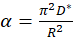 α = π²D* / R²